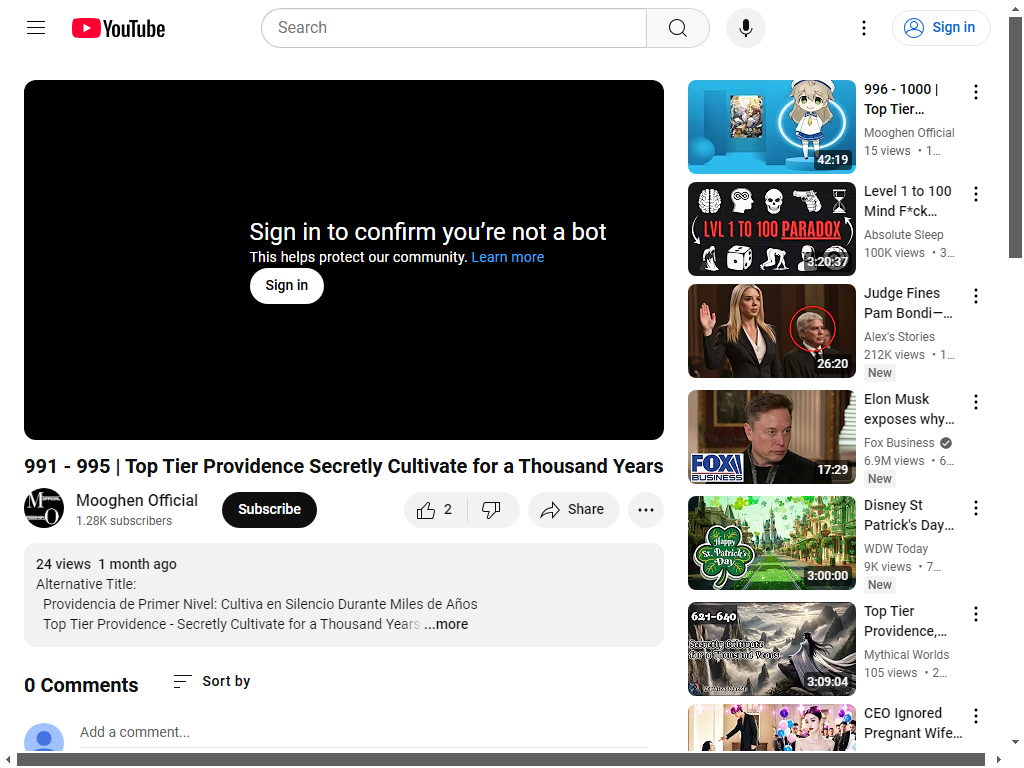 YouTube
Search
Sign in
Sign in to confirm you’re not a bot
This helps protect our community. Learn more
Sign in
991 - 995 | Top Tier Providence Secretly Cultivate for a Thousand Years
Mooghen Official
1.28K subscribers
Subscribe
2
Share
24 views 1 month ago
Alternative Title:
Providencia de Primer Nivel: Cultiva en Silencio Durante Miles de Años
Top Tier Providence - Secretly Cultivate for a Thousand Years ...more
0 Comments
Sort by
Add a comment...
42:19
996 - 1000 |
Top Tier…
Mooghen Official
15 views • 1…
LVL 1 TO 100 PARADOX
3:20:37
Level 1 to 100
Mind F*ck…
Absolute Sleep
100K views • 3…
26:20
Judge Fines
Pam Bondi—…
Alex's Stories
212K views • 1…
New
FOX
BUSINESS
17:29
Elon Musk
exposes why…
Fox Business
6.9M views • 6…
New
Happy
St. Patrick's
Day
3:00:00
Disney St
Patrick's Day…
WDW Today
9K views • 7…
New
621-640
Secretly Cultivate
for a Thousand Years
3:09:04
Top Tier
Providence,…
Mythical Worlds
105 views • 2…
CEO Ignored
Pregnant Wife…